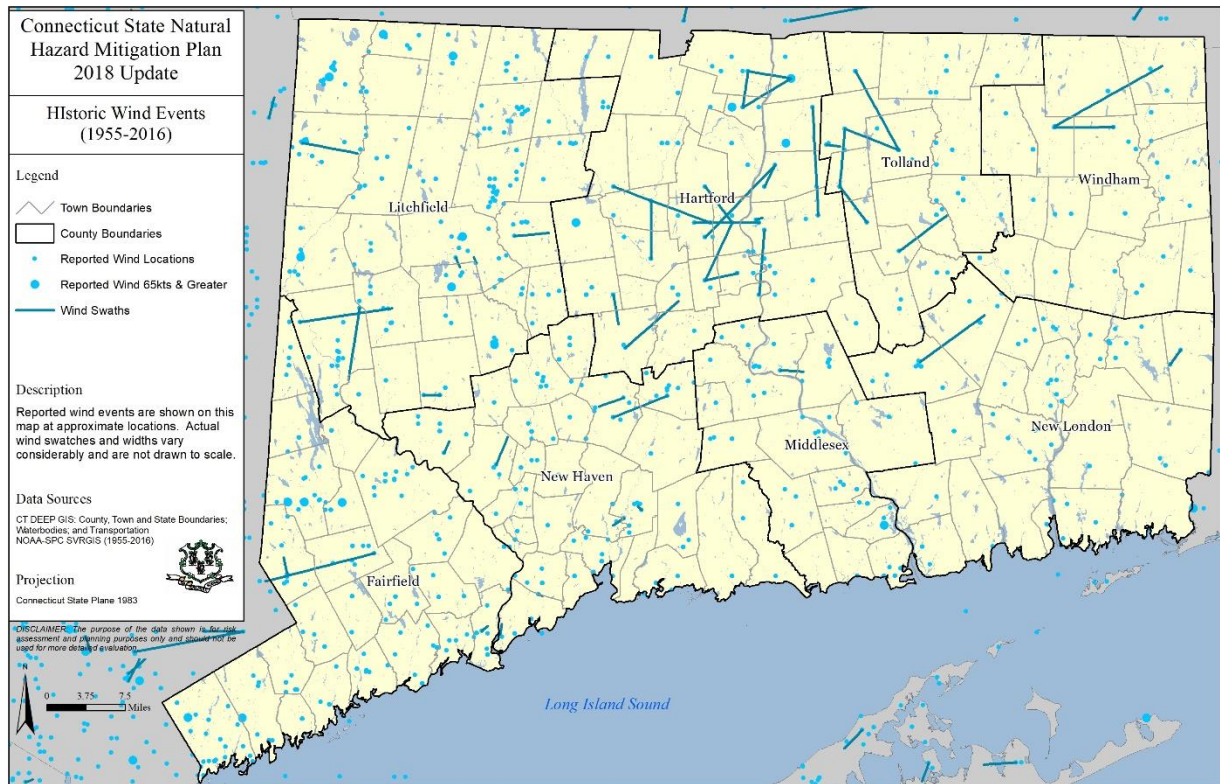 Connecticut State Natural
Hazard Mitigation Plan
2018 Update
HIstoric Wind Events
(1955-2016)
Legend
Town Boundaries
County Boundaries
Reported Wind Locations
Reported Wind 65kts & Greater
Wind Swaths
Description
Reported wind events are shown on this
map at approximate locations. Actual
wind swatches and widths vary
considerably and are not drawn to scale.
Data Sources
CT DEEP GIS: County, Town and State Boundaries;
Waterbodies; and Transportation
NOAA-SPC SVRGIS (1955-2016)
Projection
Connecticut State Plane 1983
DISCLAIMER: The purpose of the data shown is for risk
assessment and planning purposes only and should not be
used for more detailed evaluation.
N
0 3.75 7.5
Miles
Litchfield
Hartford
Tolland
Windham
Fairfield
New Haven
Middlesex
New London
Long Island Sound